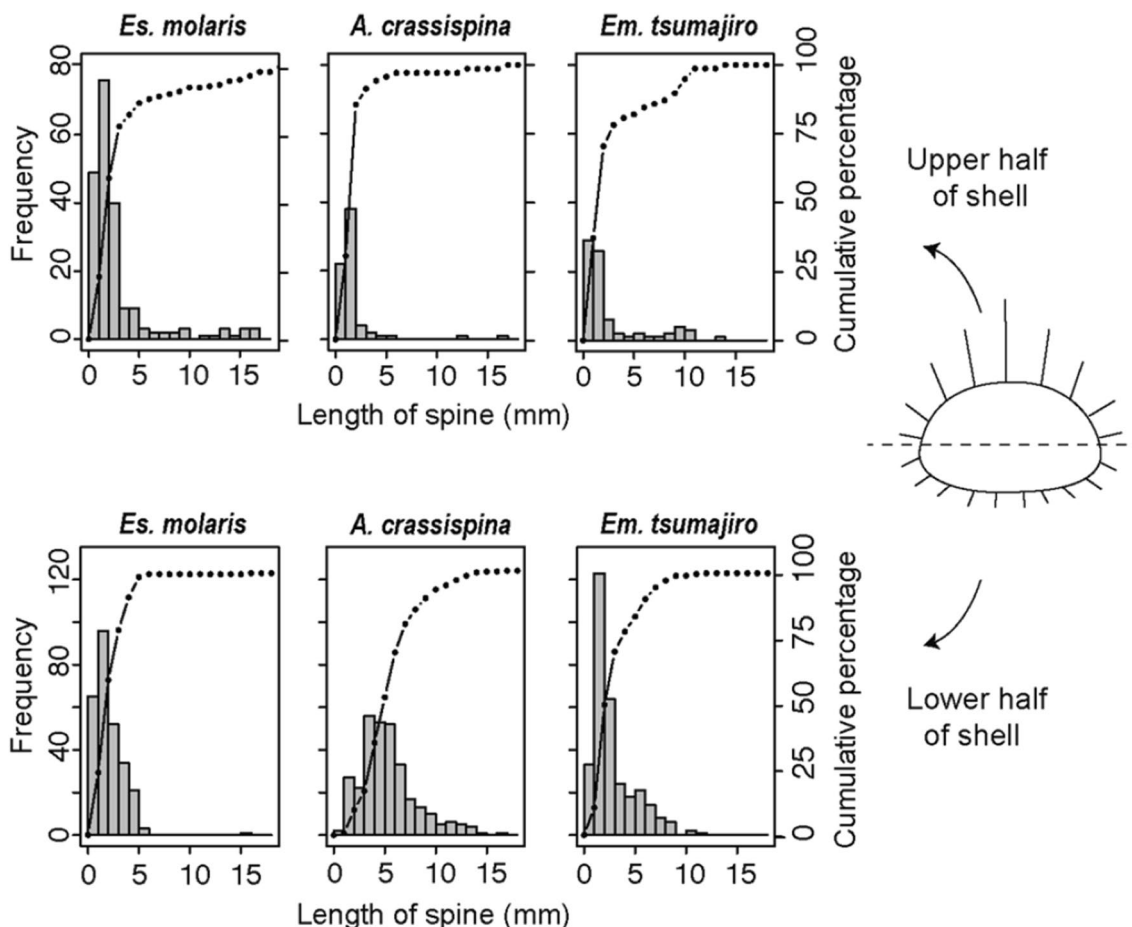 Es. molaris A. crassispina Em. tsumajiro
80
60
40
20
0
Frequency
0 5 10 15
0 5 10 15
0 5 10 15
100
75
50
25
0
Cumulative percentage
Length of spine (mm)
Upper half
of shell
Es. molaris A. crassispina Em. tsumajiro
120
80
40
0
Frequency
0 5 10 15
0 5 10 15
0 5 10 15
100
75
50
25
0
Cumulative percentage
Length of spine (mm)
Lower half
of shell